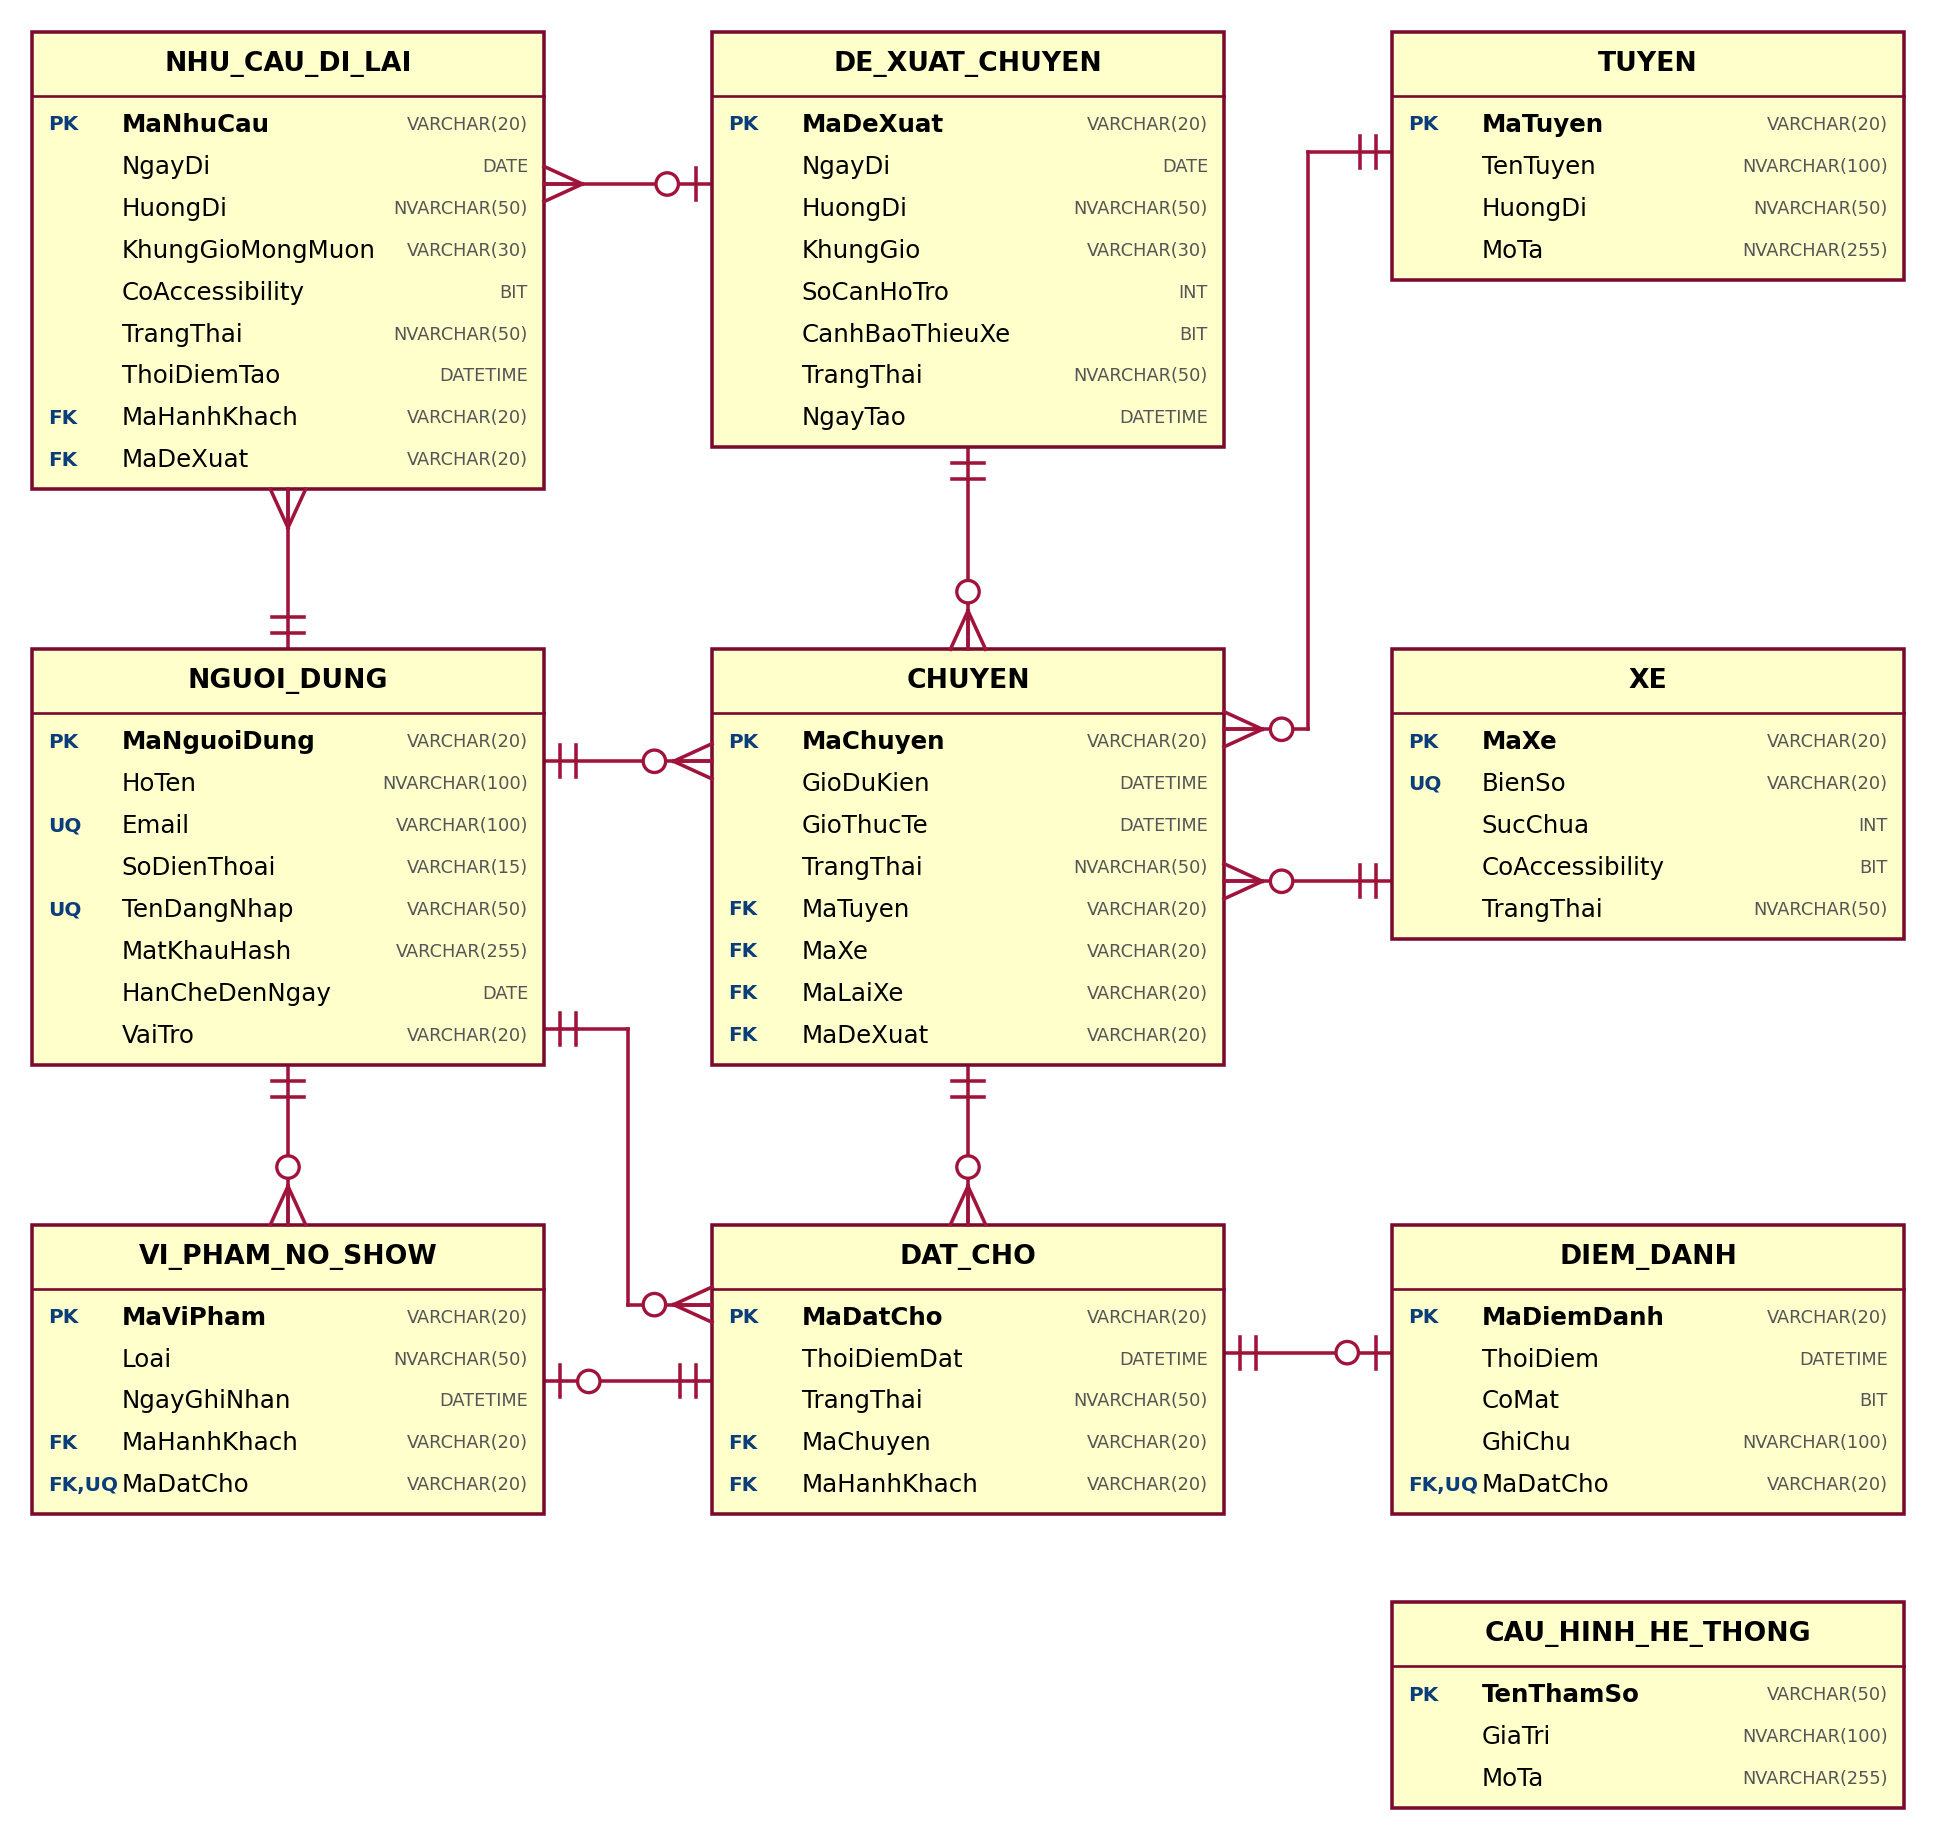 NHU_CAU_DI_LAI
PK MaNhuCau VARCHAR(20)
NgayDi DATE
HuongDi NVARCHAR(50)
KhungGioMongMuon VARCHAR(30)
CoAccessibility BIT
TrangThai NVARCHAR(50)
ThoiDiemTao DATETIME
FK MaHanhKhach VARCHAR(20)
FK MaDeXuat VARCHAR(20)
DE_XUAT_CHUYEN
PK MaDeXuat VARCHAR(20)
NgayDi DATE
HuongDi NVARCHAR(50)
KhungGio VARCHAR(30)
SoCanHoTro INT
CanhBaoThieuXe BIT
TrangThai NVARCHAR(50)
NgayTao DATETIME
TUYEN
PK MaTuyen VARCHAR(20)
TenTuyen NVARCHAR(100)
HuongDi NVARCHAR(50)
MoTa NVARCHAR(255)
NGUOI_DUNG
PK MaNguoiDung VARCHAR(20)
HoTen NVARCHAR(100)
UQ Email VARCHAR(100)
SoDienThoai VARCHAR(15)
UQ TenDangNhap VARCHAR(50)
MatKhauHash VARCHAR(255)
HanCheDenNgay DATE
VaiTro VARCHAR(20)
CHUYEN
PK MaChuyen VARCHAR(20)
GioDuKien DATETIME
GioThucTe DATETIME
TrangThai NVARCHAR(50)
FK MaTuyen VARCHAR(20)
FK MaXe VARCHAR(20)
FK MaLaiXe VARCHAR(20)
FK MaDeXuat VARCHAR(20)
XE
PK MaXe VARCHAR(20)
UQ BienSo VARCHAR(20)
SucChua INT
CoAccessibility BIT
TrangThai NVARCHAR(50)
VI_PHAM_NO_SHOW
PK MaViPham VARCHAR(20)
Loai NVARCHAR(50)
NgayGhiNhan DATETIME
FK MaHanhKhach VARCHAR(20)
FK,UQ MaDatCho VARCHAR(20)
DAT_CHO
PK MaDatCho VARCHAR(20)
ThoiDiemDat DATETIME
TrangThai NVARCHAR(50)
FK MaChuyen VARCHAR(20)
FK MaHanhKhach VARCHAR(20)
DIEM_DANH
PK MaDiemDanh VARCHAR(20)
ThoiDiem DATETIME
CoMat BIT
GhiChu NVARCHAR(100)
FK,UQ MaDatCho VARCHAR(20)
CAU_HINH_HE_THONG
PK TenThamSo VARCHAR(50)
GiaTri NVARCHAR(100)
MoTa NVARCHAR(255)